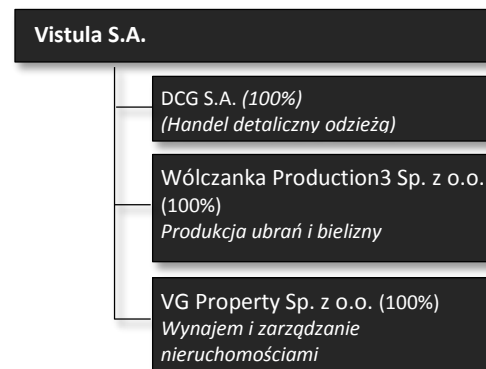 Vistula S.A.
DCG S.A. (100%)
(Handel detaliczny odzieżą)
Wólczanka Production3 Sp. z o.o.
(100%)
Produkcja ubrań i bielizny
VG Property Sp. z o.o. (100%)
Wynajem i zarządzanie
nieruchomościami